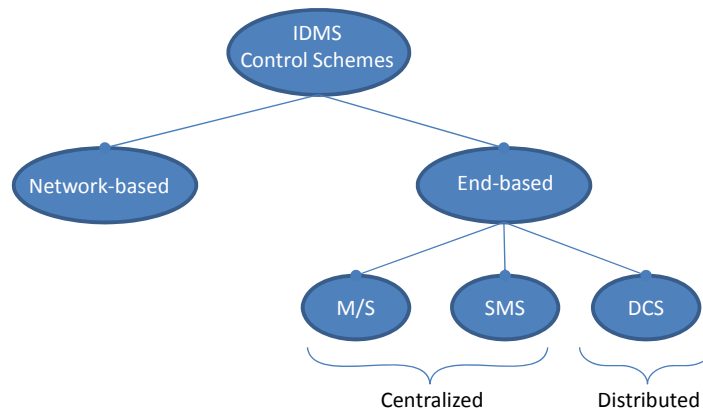 IDMS
Control Schemes
Network-based
End-based
M/S
SMS
DCS
Centralized
Distributed